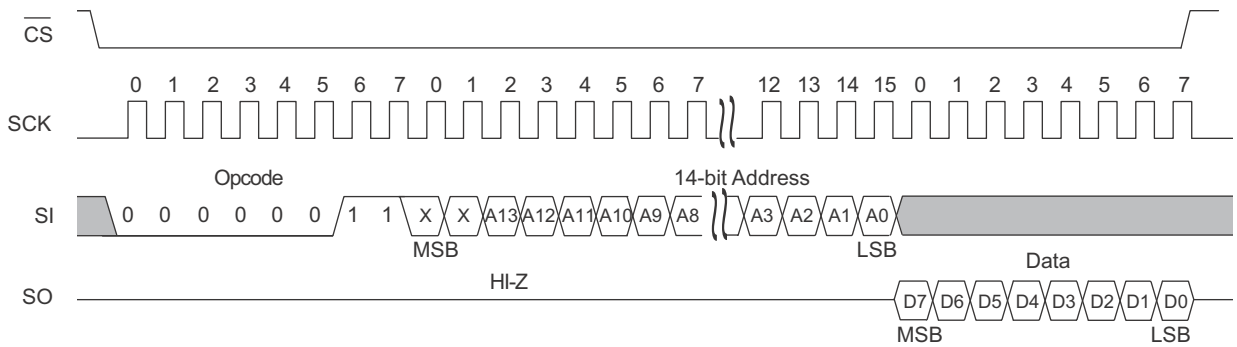 CS
0 1 2 3 4 5 6 7 0 1 2 3 4 5 6 7 12 13 14 15 0 1 2 3 4 5 6 7
SCK
Opcode 14-bit Address
SI 0 0 0 0 0 0 1 1 X X A13 A12 A11 A10 A9 A8 A3 A2 A1 A0
MSB LSB
HI-Z Data
SO D7 D6 D5 D4 D3 D2 D1 D0
MSB LSB